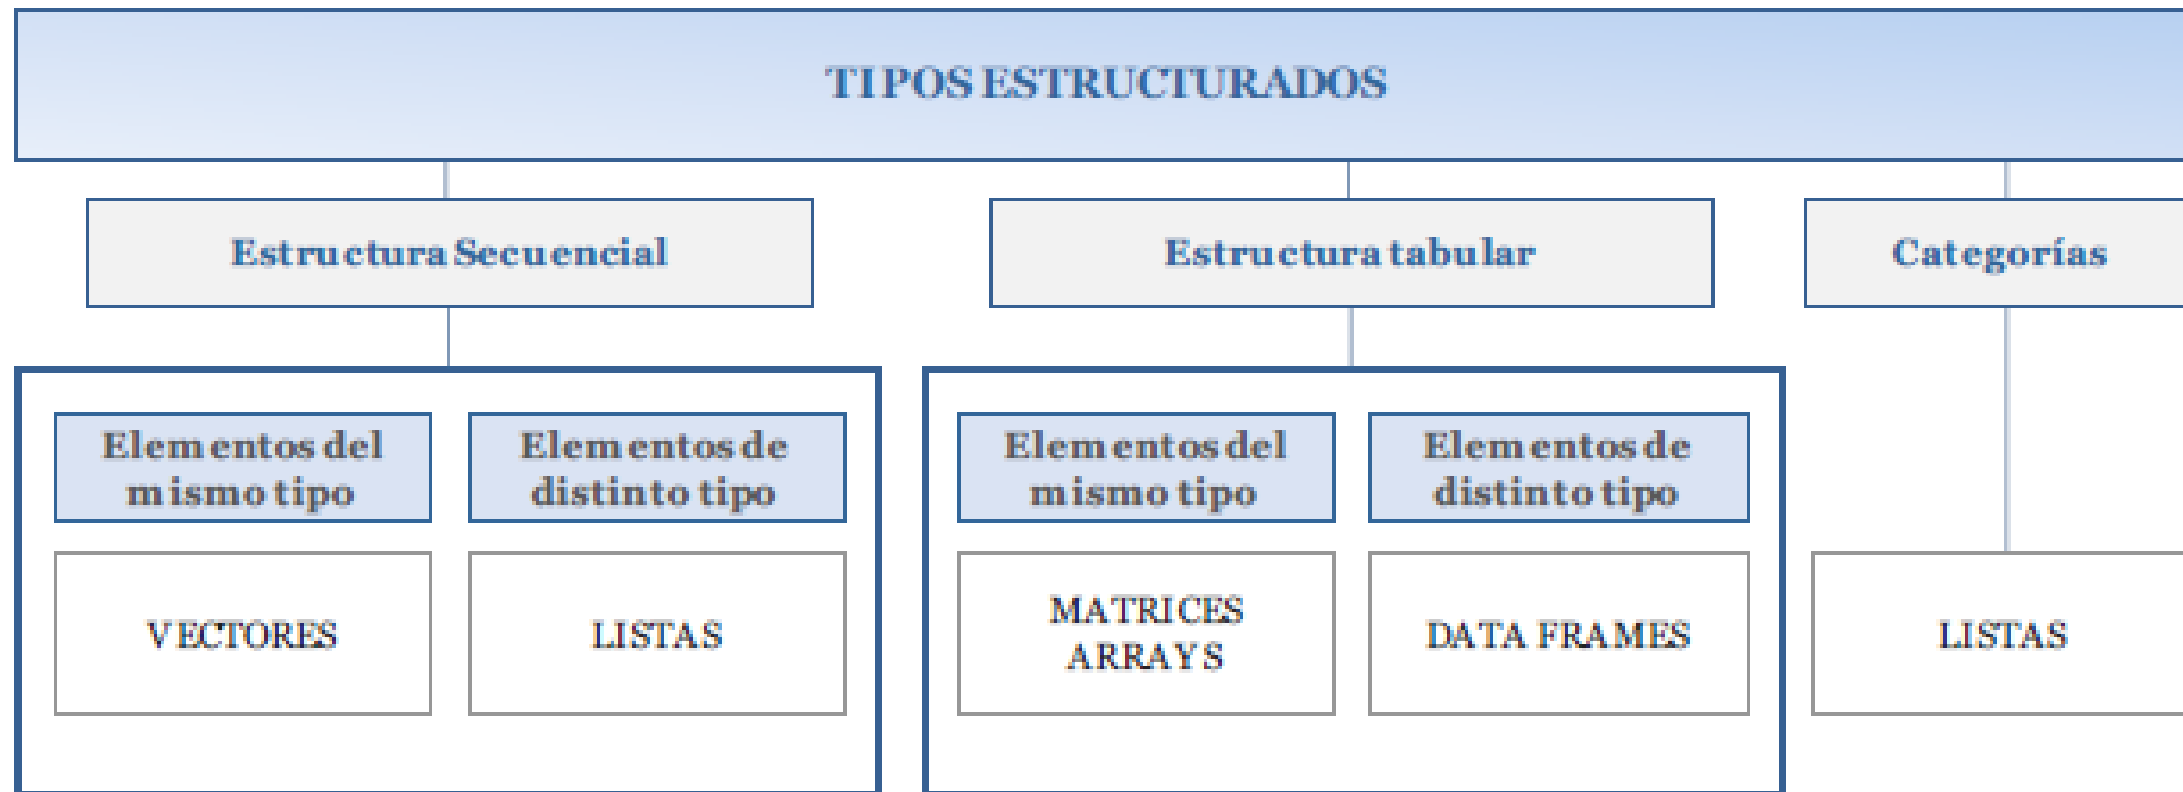 TIPOS ESTRUCTURADOS
Estructura Secuencial
Estructura tabular
Categorías
Elementos del
mismo tipo
Elementos de
distinto tipo
Elementos del
mismo tipo
Elementos de
distinto tipo
VECTORES
LISTAS
MATRICES
ARRAYS
DATA FRAMES
LISTAS